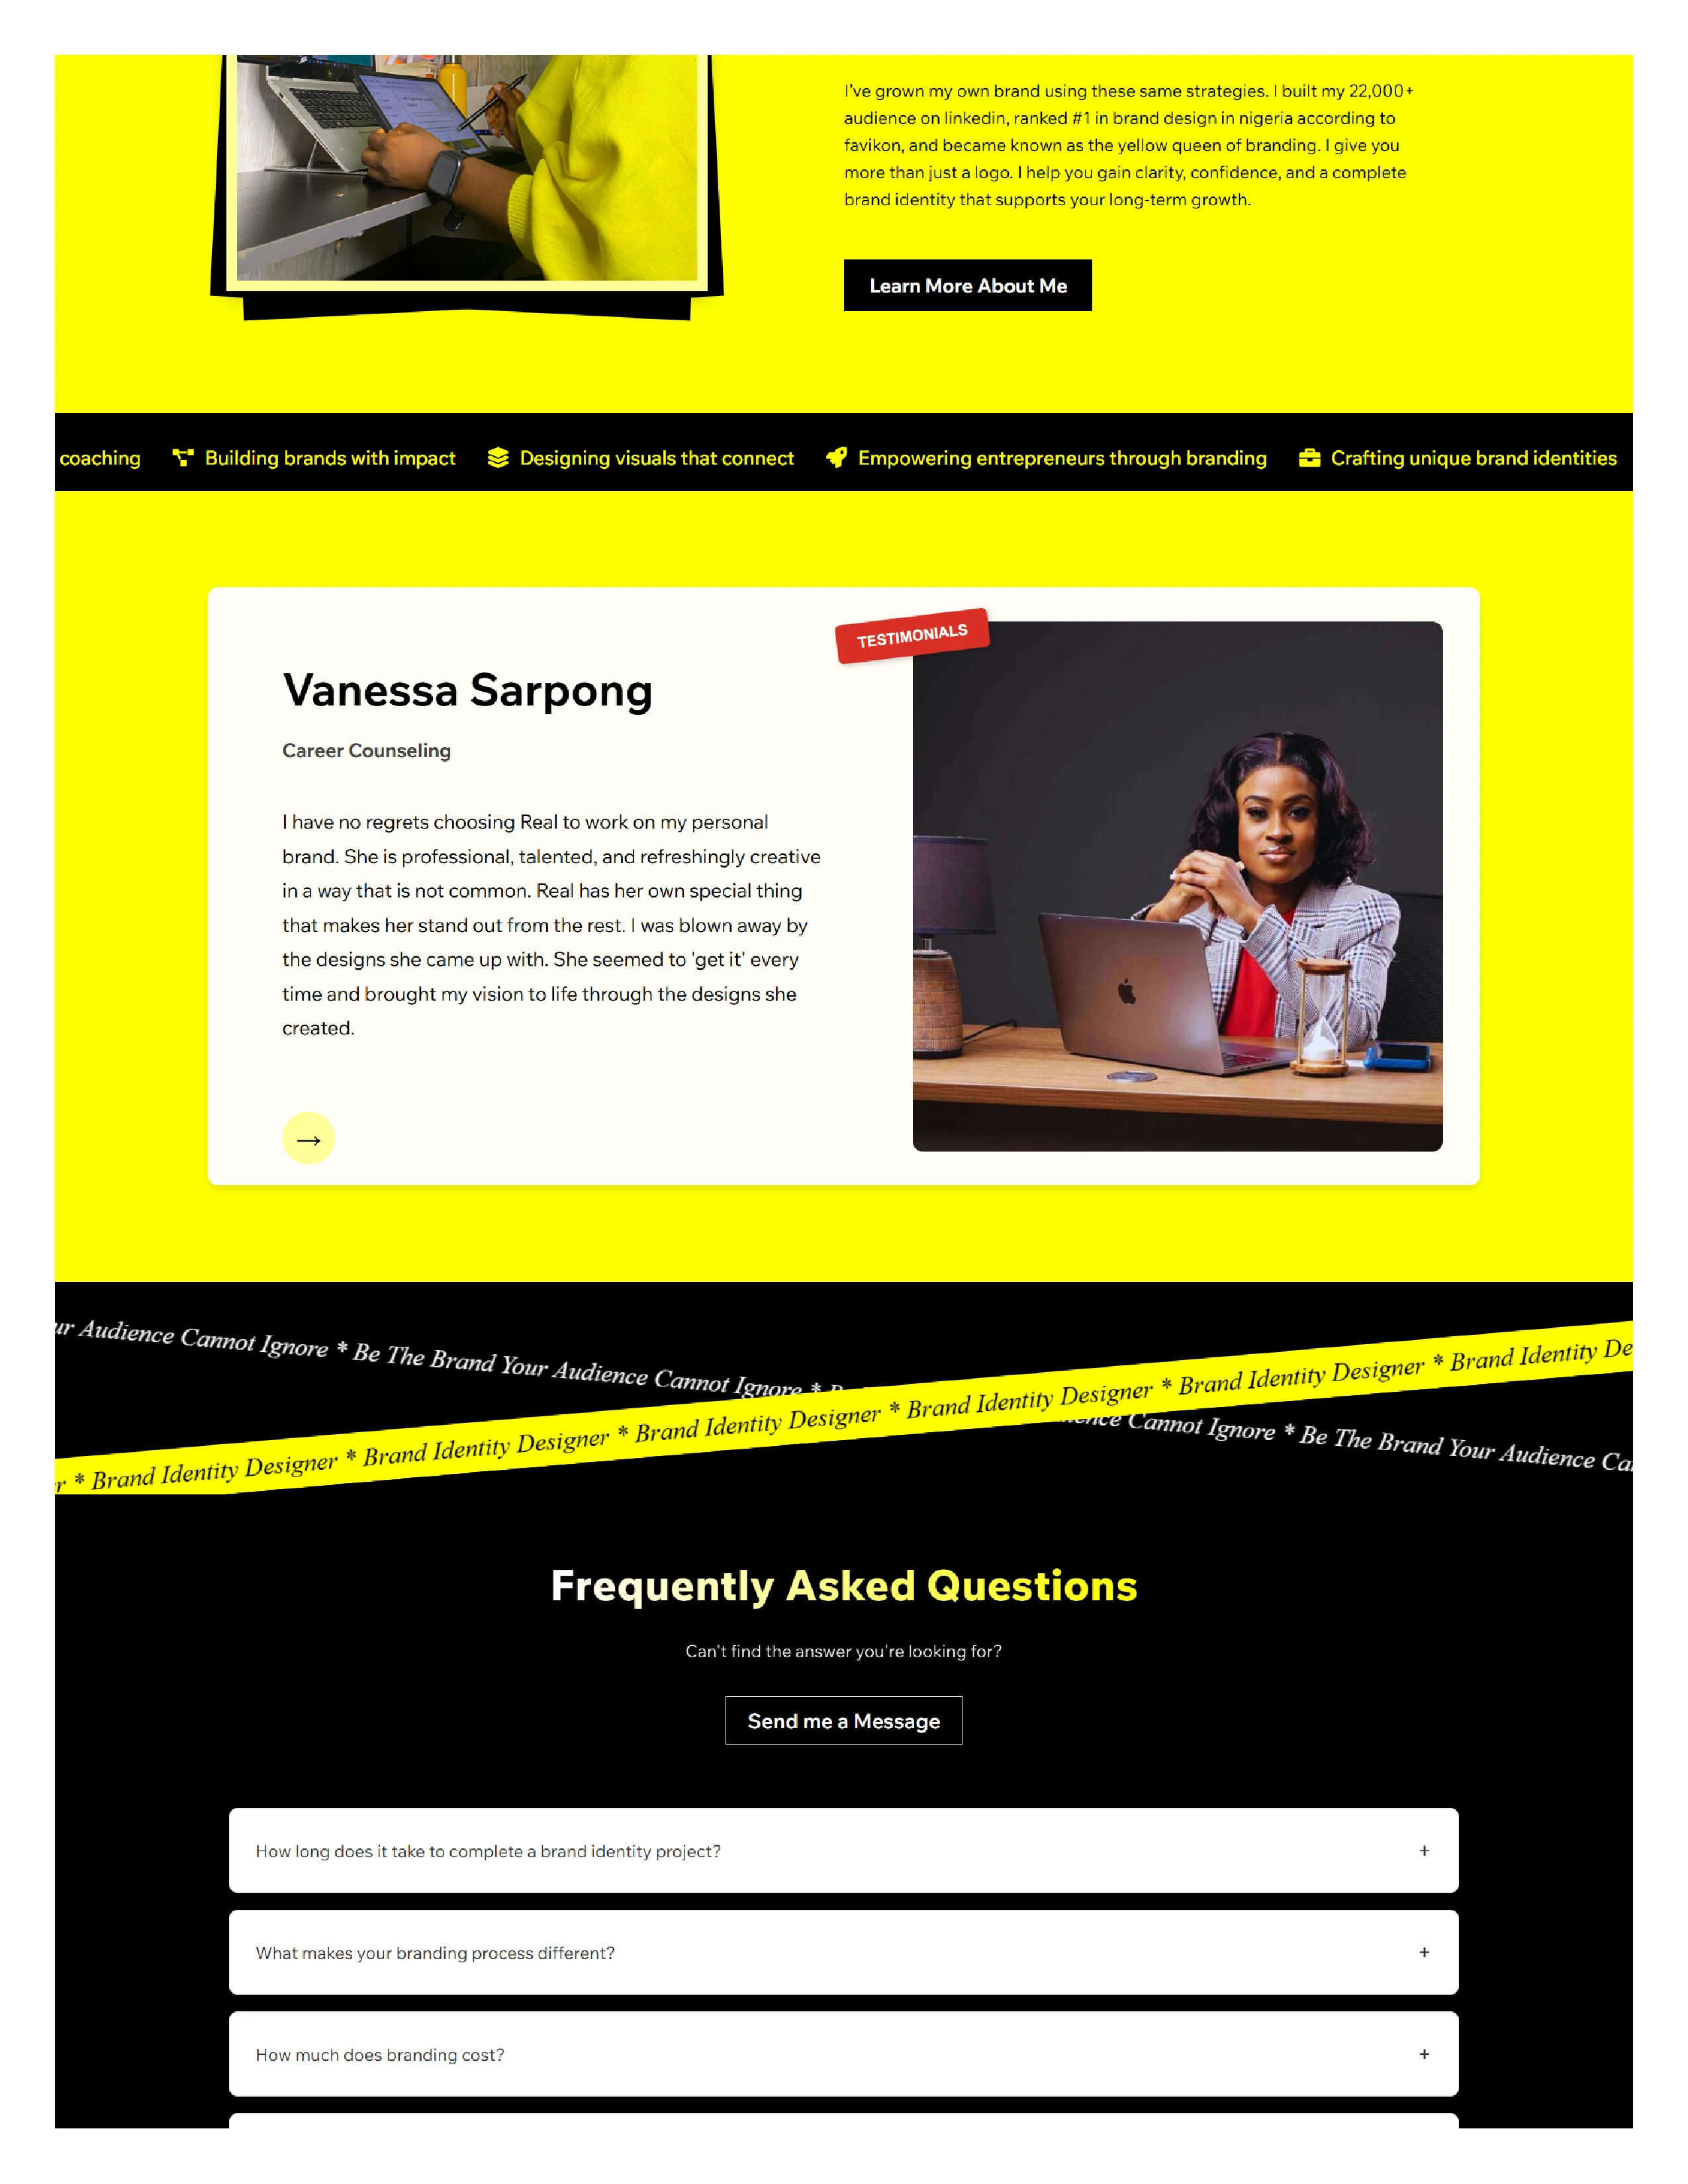 I've grown my own brand using these same strategies. I built my 22,000+
audience on linkedin, ranked #1 in brand design in nigeria according to
favikon, and became known as the yellow queen of branding. I give you
more than just a logo. I help you gain clarity, confidence, and a complete
brand identity that supports your long-term growth.
Learn More About Me
coaching Building brands with impact Designing visuals that connect Empowering entrepreneurs through branding Crafting unique brand identities
TESTIMONIALS
Vanessa Sarpong
Career Counseling
I have no regrets choosing Real to work on my personal
brand. She is professional, talented, and refreshingly creative
in a way that is not common. Real has her own special thing
that makes her stand out from the rest. I was blown away by
the designs she came up with. She seemed to 'get it' every
time and brought my vision to life through the designs she
created.
→
ur Audience Cannot Ignore * Be The Brand Your Audience Cannot Ignore * Cannot Ignore * Be The Brand Your Audience Ca
r * Brand Identity Designer * Brand Identity Designer * Brand Identity Designer * Brand Identity Designer * Brand Identity Designer * Brand Identity De
Frequently Asked Questions
Can't find the answer you're looking for?
Send me a Message
How long does it take to complete a brand identity project? +
What makes your branding process different? +
How much does branding cost? +